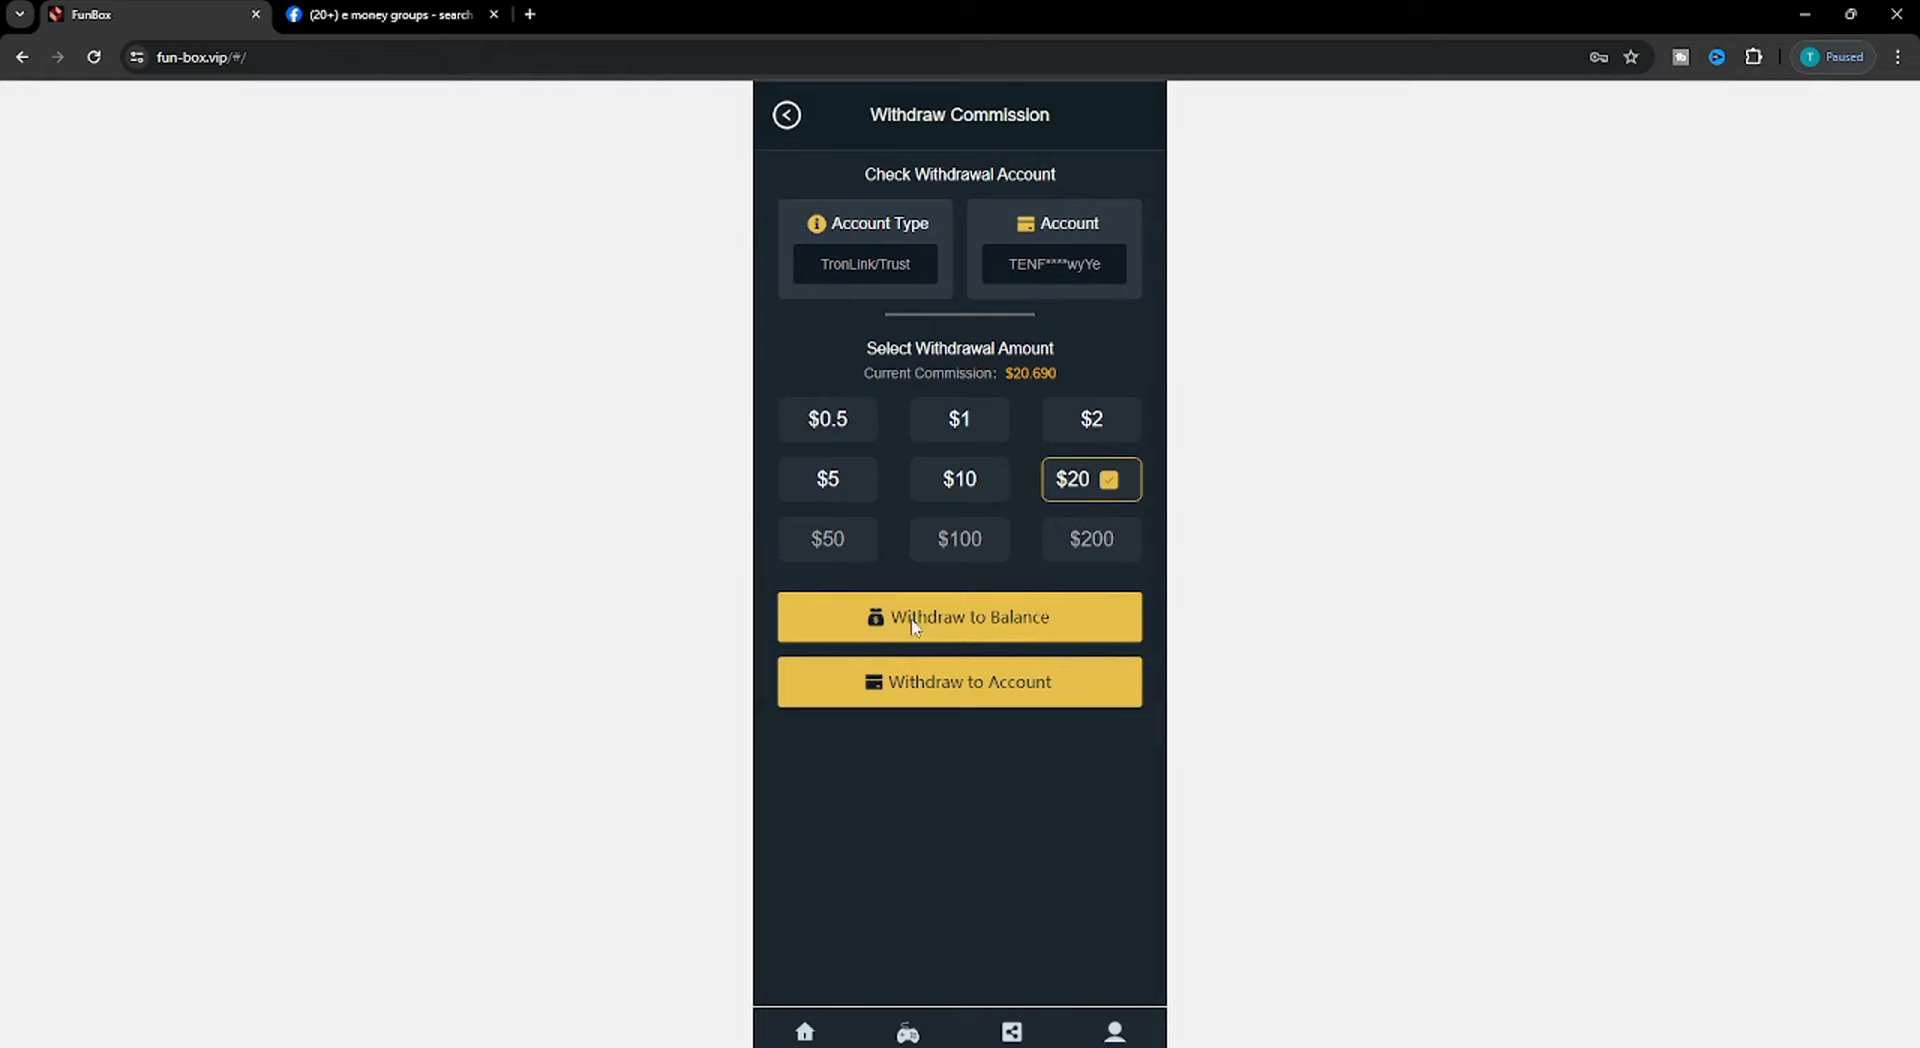 FunBox
(20+) e money groups - search
fun-box.vip/#/
Paused
T
Withdraw Commission
Check Withdrawal Account
Account Type
Account
TronLink/Trust
TENF****wyYe
Select Withdrawal Amount
Current Commission: $20.690
$0.5
$1
$2
$5
$10
$20
$50
$100
$200
Withdraw to Balance
Withdraw to Account